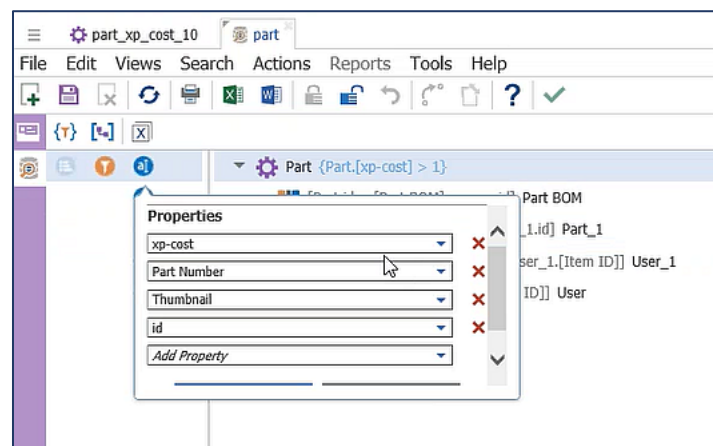 part_xp_cost_10 part
File Edit Views Search Actions Reports Tools Help
{T} X
T a Part {Part.[xp-cost] > 1}
Part BOM
Properties
xp-cost
_1.id] Part_1
Part Number
ser_1.[Item ID]] User_1
Thumbnail
ID]] User
id
Add Property